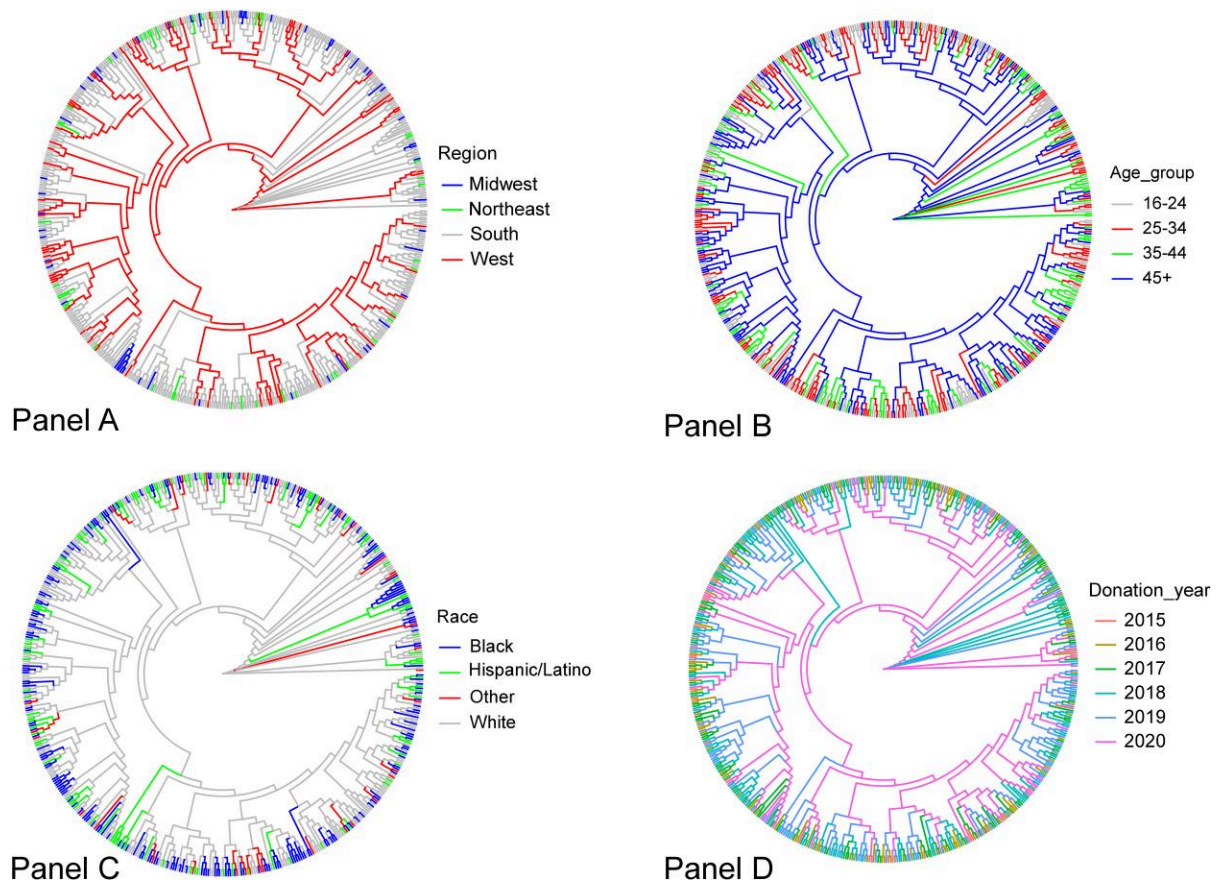 Region
Midwest
Northeast
South
West
Panel A
Age_group
16-24
25-34
35-44
45+
Panel B
Race
Black
Hispanic/Latino
Other
White
Panel C
Donation_year
2015
2016
2017
2018
2019
2020
Panel D